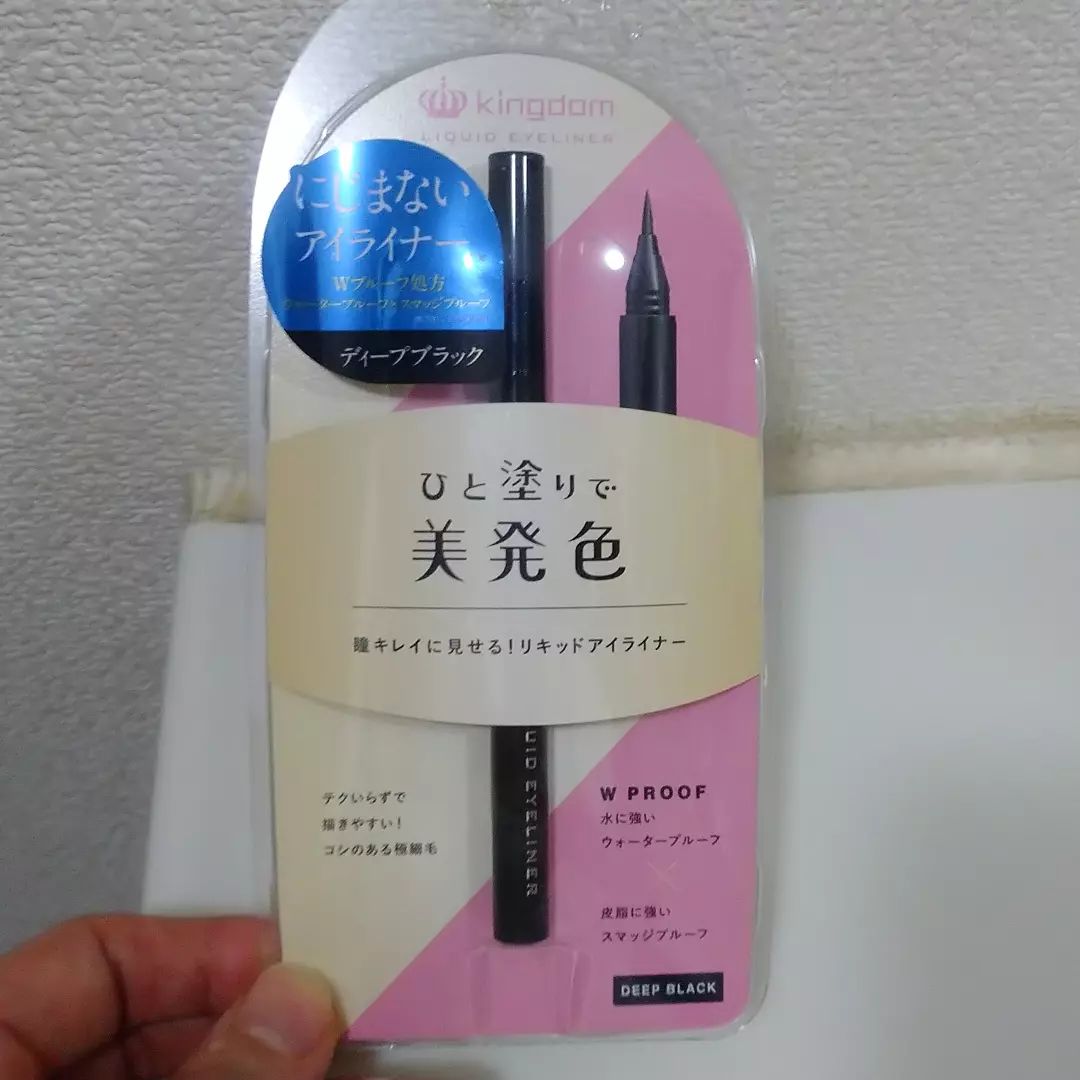 kingdom
LIQUID EYELINER
にじまない
アイライナー
Wプルーフ処方
ウォータープルーフ×スマッジプルーフ
ディープブラック
ひと塗りで
美発色
瞳キレイに見せる!リキッドアイライナー
UID EYELINER
テクいらずで
描きやすい!
コシのある極細毛
W PROOF
水に強い
ウォータープルーフ
×
皮脂に強い
スマッジプルーフ
DEEP BLACK